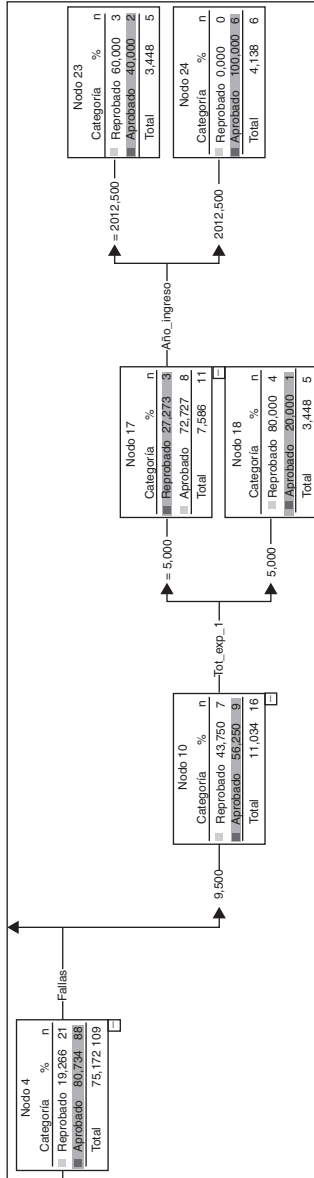 Nodo 4
Categoría % n
Reprobado 19,266 21
Aprobado 80,734 88
Total 75,172 109
Fallas
9,500
Nodo 10
Categoría % n
Reprobado 43,750 7
Aprobado 56,250 9
Total 11,034 16
Tot_exp_1
= 5,000
5,000
Nodo 17
Categoría % n
Reprobado 27,273 3
Aprobado 72,727 8
Total 7,586 11
Nodo 18
Categoría % n
Reprobado 80,000 4
Aprobado 20,000 1
Total 3,448 5
Año_ingreso
= 2012,500
2012,500
Nodo 23
Categoría % n
Reprobado 60,000 3
Aprobado 40,000 2
Total 3,448 5
Nodo 24
Categoría % n
Reprobado 0,000 0
Aprobado 100,000 6
Total 4,138 6